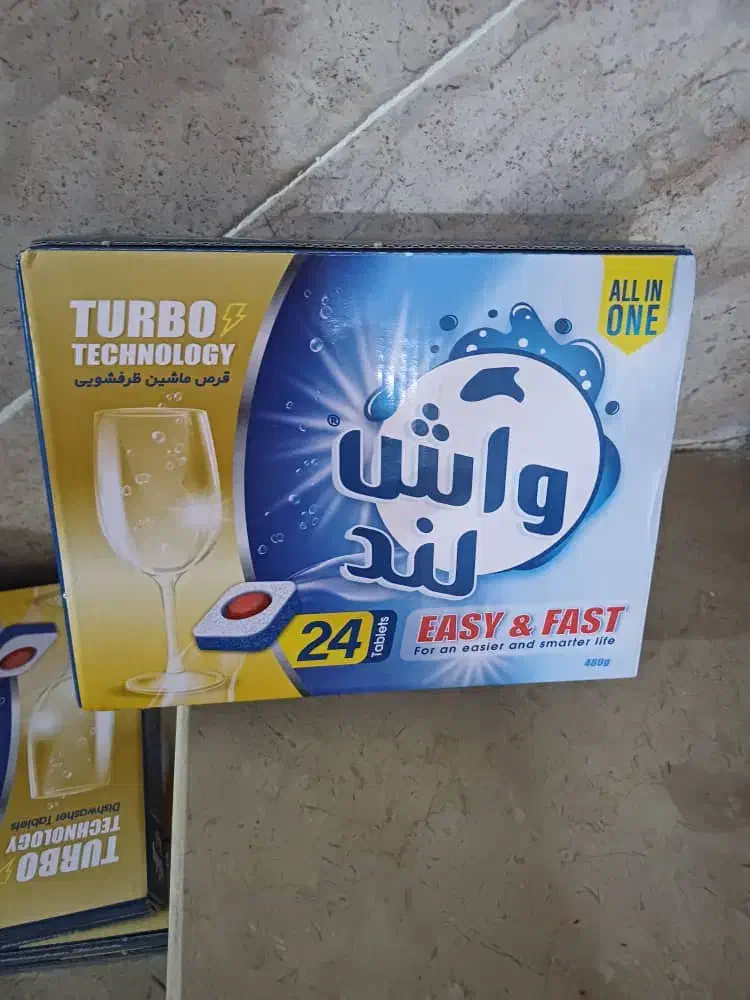 TURBO
TECHNOLOGY
قرص ماشین ظرفشویی
ALL IN
ONE
واش
لند
®
24
Tablets
EASY & FAST
For an easier and smarter life
480g
Dishwasher Tablets
TECHNOLOGY
TURBO